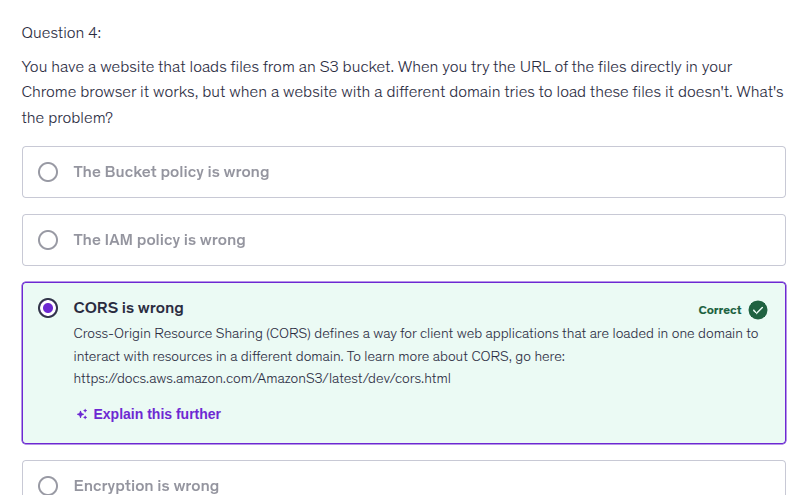 Question 4:
You have a website that loads files from an S3 bucket. When you try the URL of the files directly in your
Chrome browser it works, but when a website with a different domain tries to load these files it doesn't. What's
the problem?
The Bucket policy is wrong
The IAM policy is wrong
CORS is wrong
Correct
Cross-Origin Resource Sharing (CORS) defines a way for client web applications that are loaded in one domain to
interact with resources in a different domain. To learn more about CORS, go here:
https://docs.aws.amazon.com/AmazonS3/latest/dev/cors.html
Explain this further
Encryption is wrong